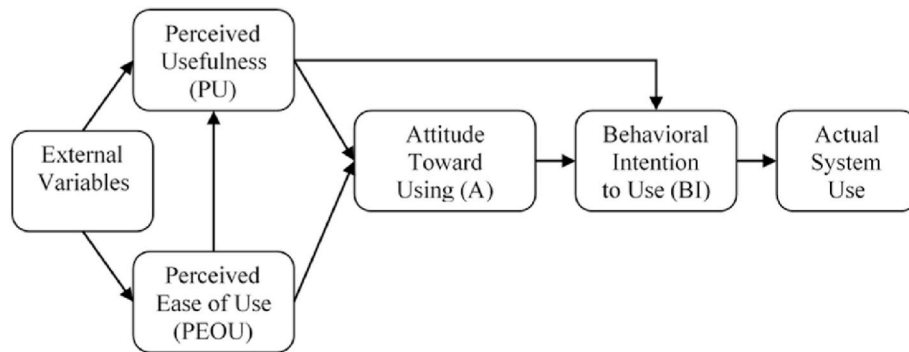 Perceived
Usefulness
(PU)
External
Variables
Perceived
Ease of Use
(PEOU)
Attitude
Toward
Using (A)
Behavioral
Intention
to Use (BI)
Actual
System
Use